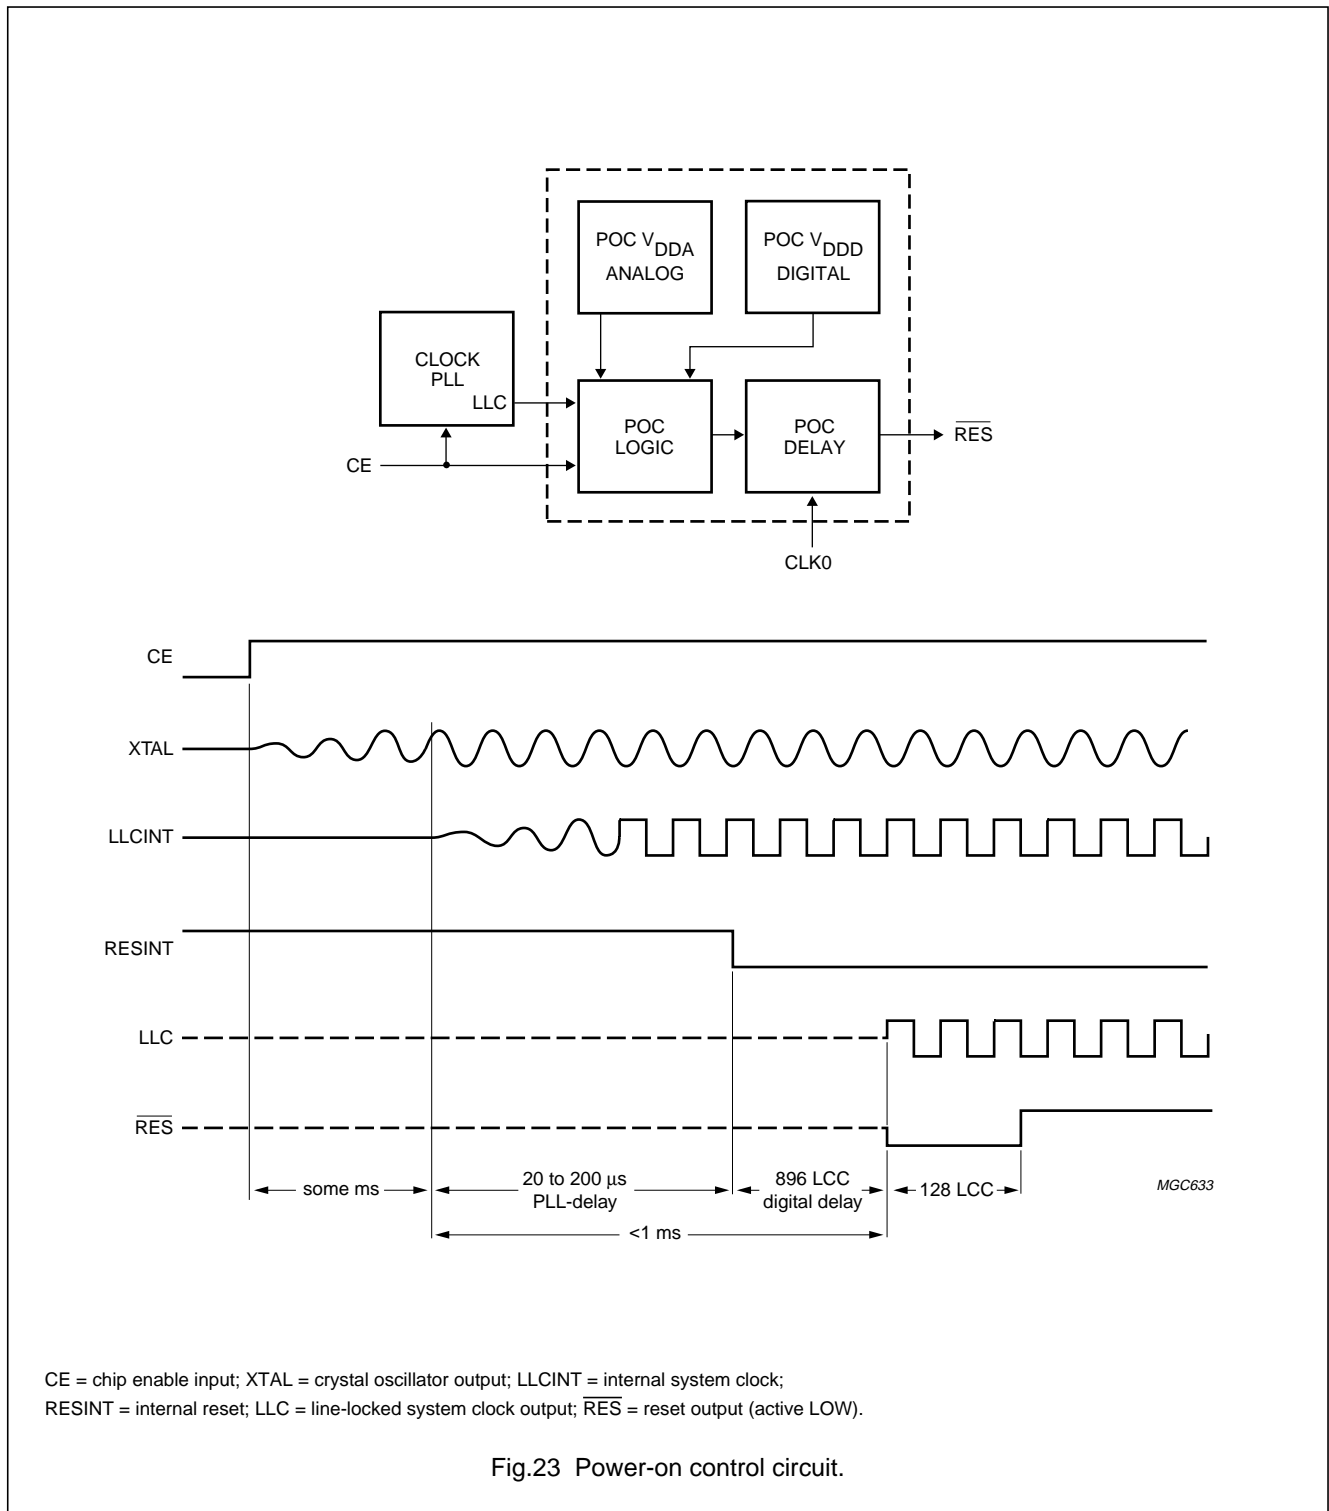 POC VDDA
ANALOG
POC VDDD
DIGITAL
CLOCK
PLL
LLC
POC
LOGIC
POC
DELAY
RES
CE
CLK0
CE
XTAL
LLCINT
RESINT
LLC
RES
some ms
20 to 200 μs
PLL-delay
896 LCC
digital delay
128 LCC
<1 ms
MGC633
CE = chip enable input; XTAL = crystal oscillator output; LLCINT = internal system clock;
RESINT = internal reset; LLC = line-locked system clock output; RES = reset output (active LOW).
Fig.23 Power-on control circuit.